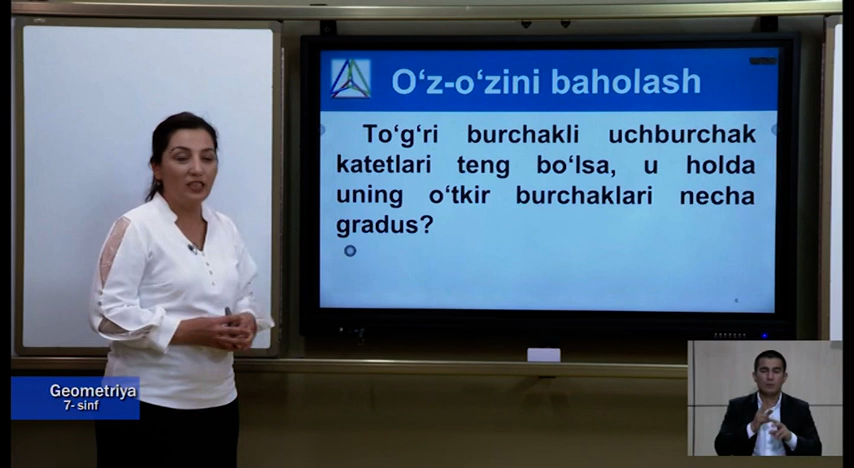 O‘z-o‘zini baholash
To‘g‘ri burchakli uchburchak
katetlari teng bo‘lsa, u holda
uning o‘tkir burchaklari necha
gradus?
Geometriya
7- sinf